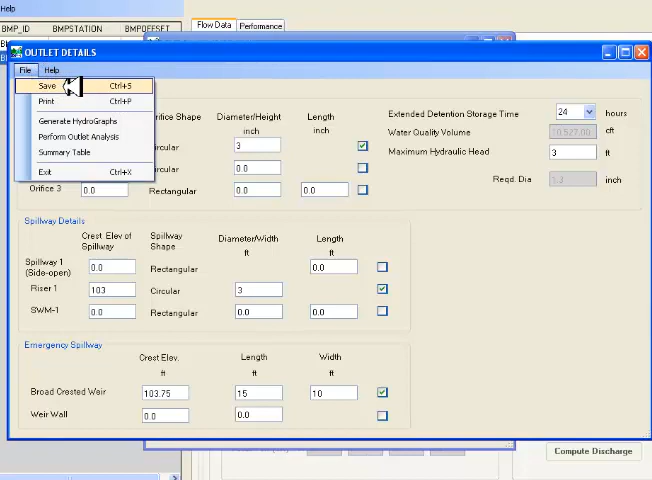 Help
BMP_ID BMPSTATION BMPOFFSET
Flow Data Performance
OUTLET DETAILS
File Help
Save Ctrl+S
Print Ctrl+P
Generate HydroGraphs
Perform Outlet Analysis
Summary Table
Exit Ctrl+X
Orifice Shape Diameter/Height Length
inch inch
Circular 3
Circular 0.0
Orifice 3 0.0 Rectangular 0.0 0.0
Extended Detention Storage Time 24 hours
Water Quality Volume 10,527.00 cft
Maximum Hydraulic Head 3 ft
Reqd. Dia 1.3 inch
Spillway Details
Crest Elev of Spillway Spillway Shape Diameter/Width Length
ft ft
Spillway 1 (Side-open) 0.0 Rectangular 0.0
Riser 1 103 Circular 3
SWM-1 0.0 Rectangular 0.0 0.0
Emergency Spillway
Crest Elev. Length Width
ft ft ft
Broad Crested Weir 103.75 15 10
Weir Wall 0.0 0.0
Compute Discharge